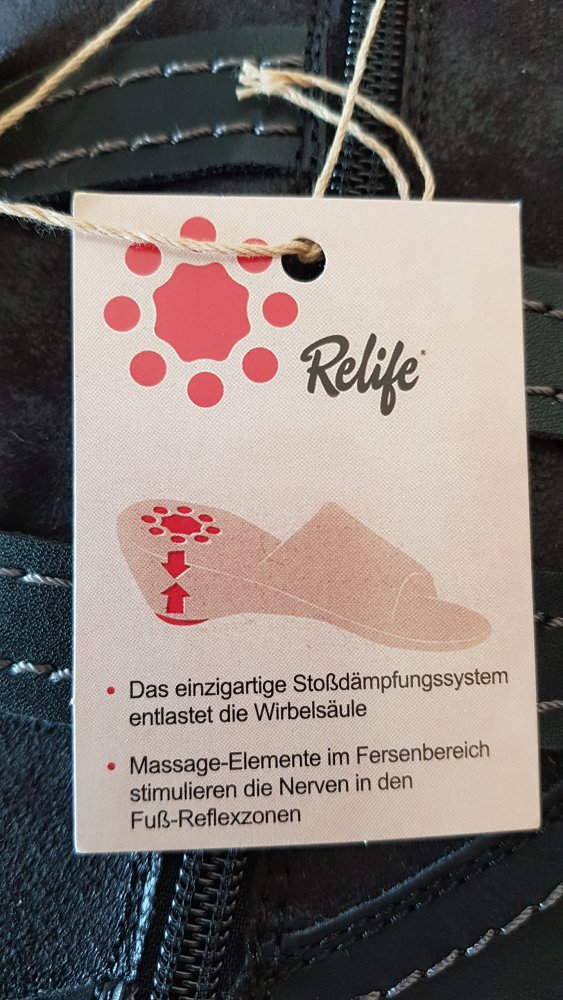 Relife
• Das einzigartige Stoßdämpfungssystem
entlastet die Wirbelsäule
• Massage-Elemente im Fersenbereich
stimulieren die Nerven in den
Fuß-Reflexzonen